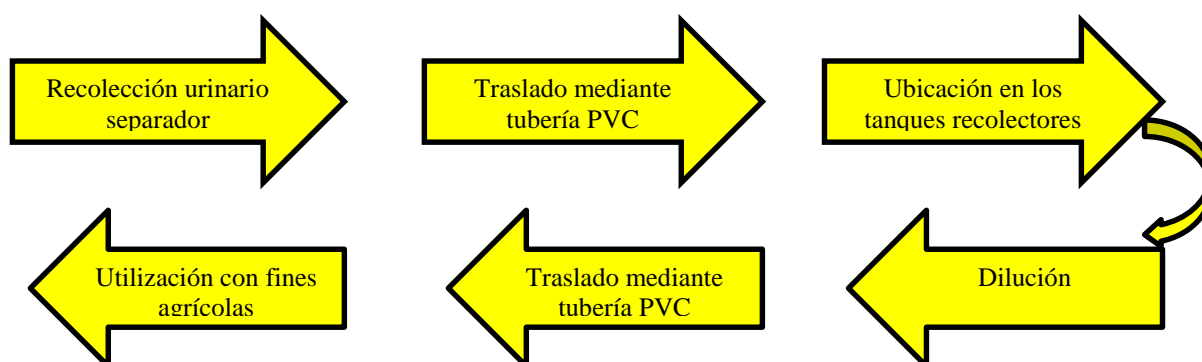 Recolección urinario
separador
Traslado mediante
tubería PVC
Ubicación en los
tanques recolectores
Dilución
Traslado mediante
tubería PVC
Utilización con fines
agrícolas